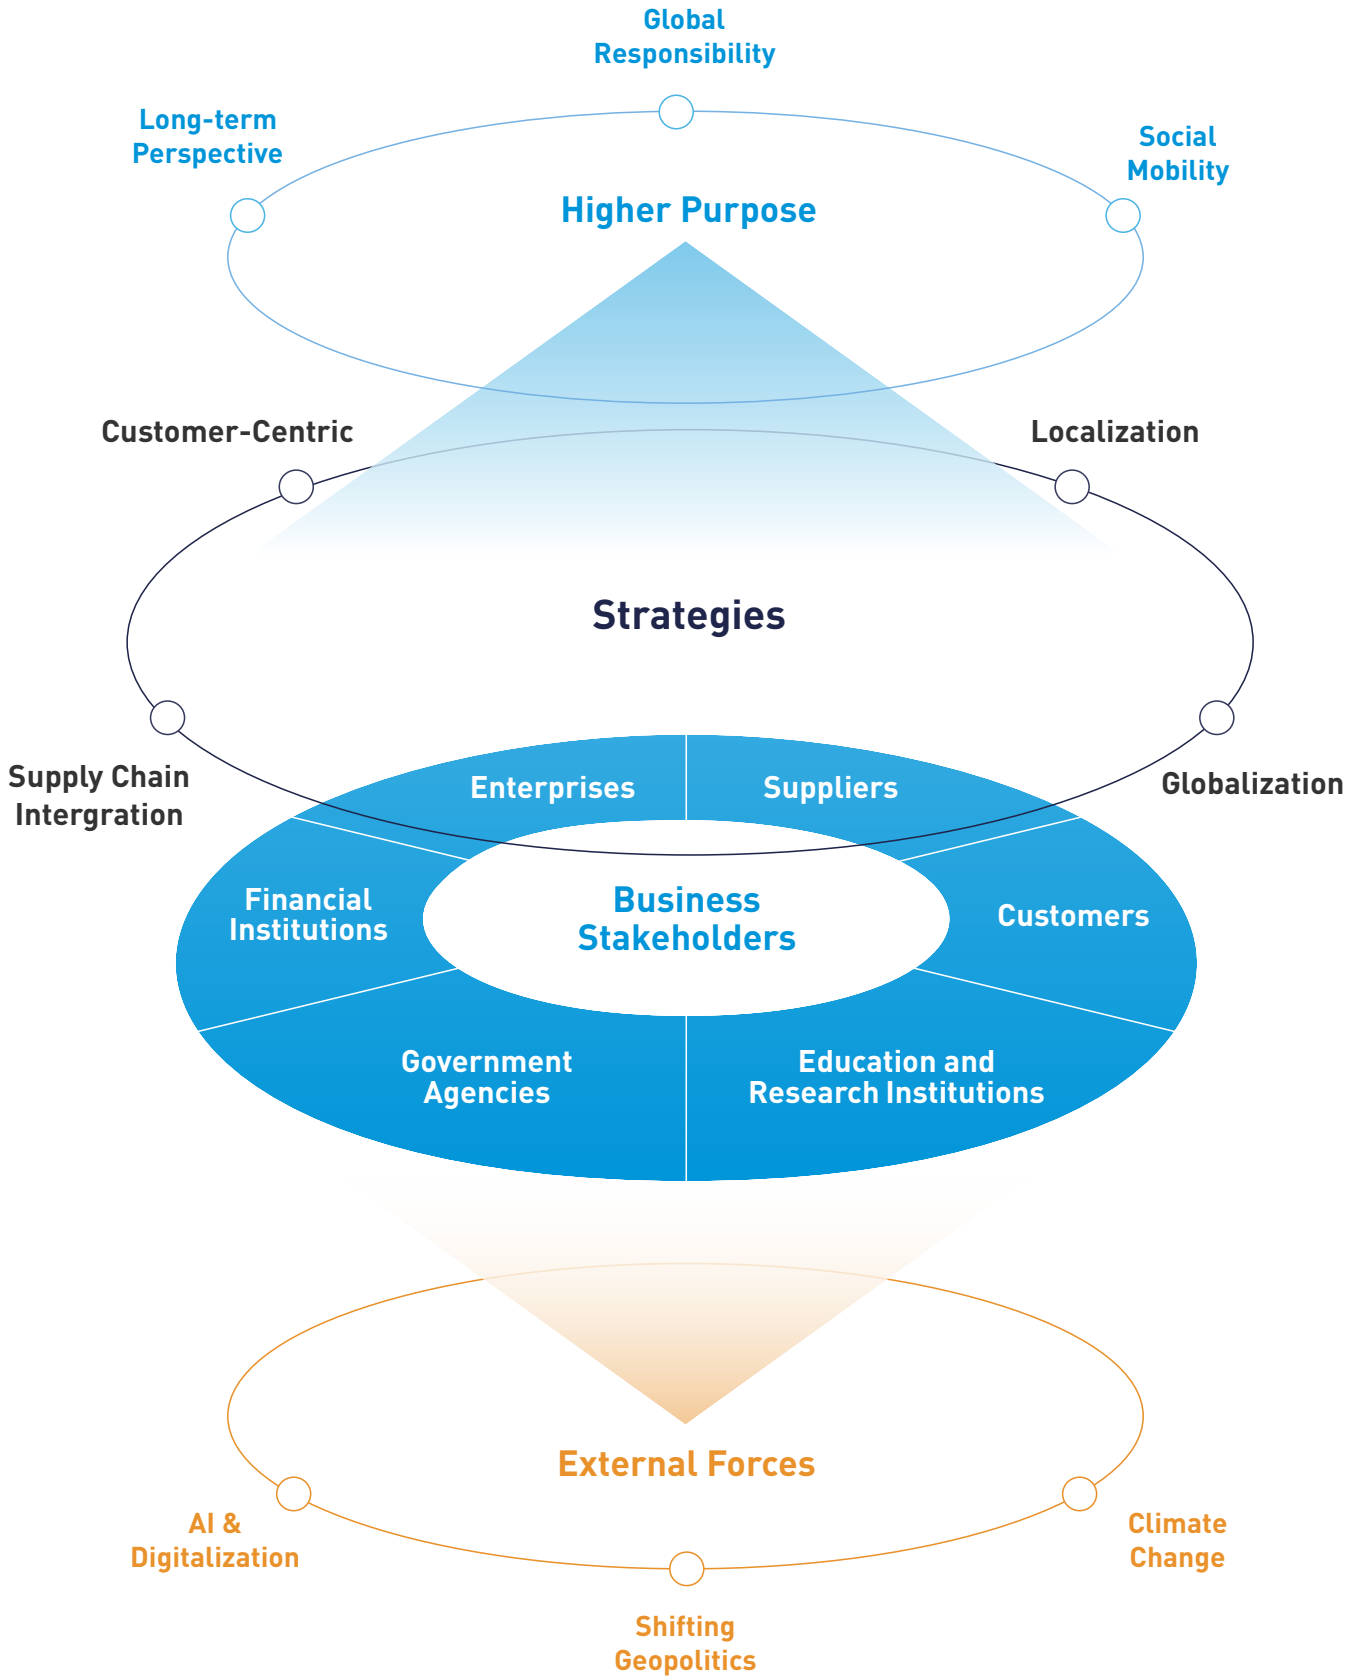 Global
Responsibility
Long-term
Perspective
Social
Mobility
Higher Purpose
Customer-Centric
Localization
Strategies
Supply Chain
Intergration
Globalization
Enterprises
Suppliers
Financial
Institutions
Business
Stakeholders
Customers
Government
Agencies
Education and
Research Institutions
External Forces
AI &
Digitalization
Climate
Change
Shifting
Geopolitics